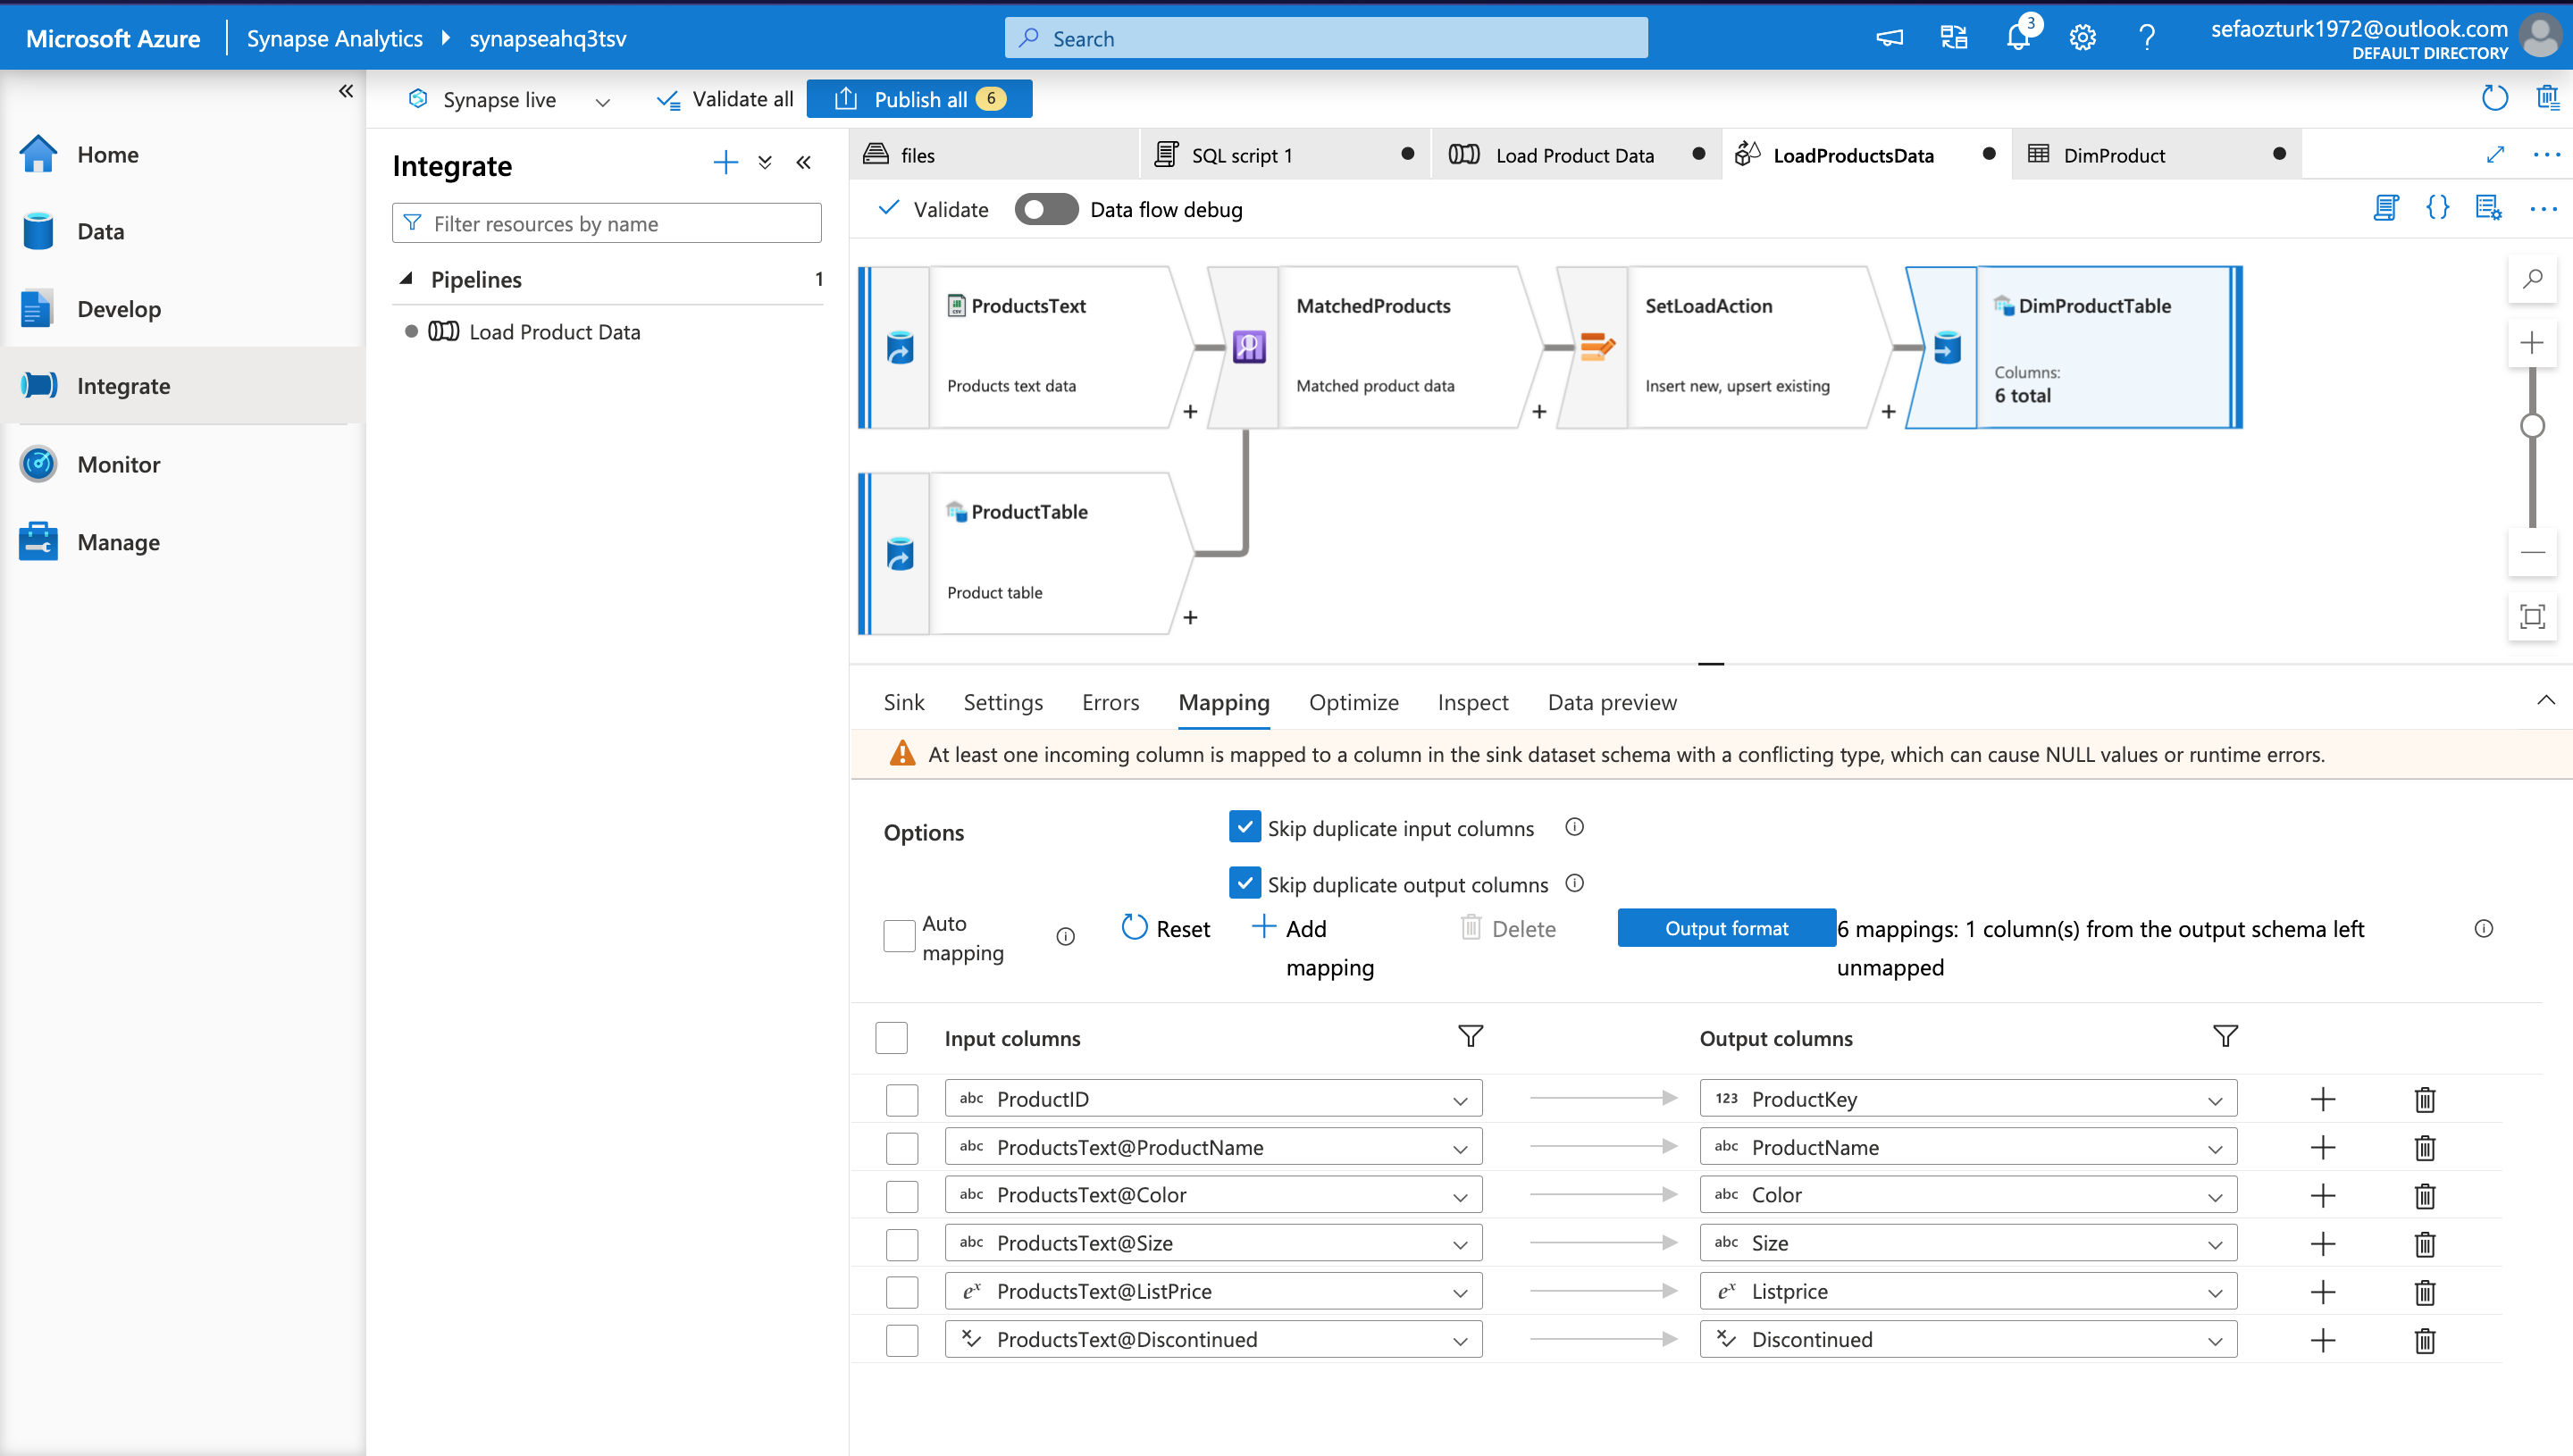 Microsoft Azure
Synapse Analytics
synapseahq3tsv
Search
3
sefaozturk1972@outlook.com
DEFAULT DIRECTORY
Home
Data
Develop
Integrate
Monitor
Manage
Synapse live
Validate all
Publish all 6
Integrate
Filter resources by name
Pipelines 1
Load Product Data
files
SQL script 1
Load Product Data
LoadProductsData
DimProduct
Validate
Data flow debug
ProductsText
Products text data
MatchedProducts
Matched product data
SetLoadAction
Insert new, upsert existing
DimProductTable
Columns:
6 total
ProductTable
Product table
Sink
Settings
Errors
Mapping
Optimize
Inspect
Data preview
At least one incoming column is mapped to a column in the sink dataset schema with a conflicting type, which can cause NULL values or runtime errors.
Options
Skip duplicate input columns
Skip duplicate output columns
Auto
mapping
Reset
Add
mapping
Delete
Output format
6 mappings: 1 column(s) from the output schema left
unmapped
Input columns
Output columns
abc ProductID
123 ProductKey
abc ProductsText@ProductName
abc ProductName
abc ProductsText@Color
abc Color
abc ProductsText@Size
abc Size
eˣ ProductsText@ListPrice
eˣ Listprice
ProductsText@Discontinued
Discontinued